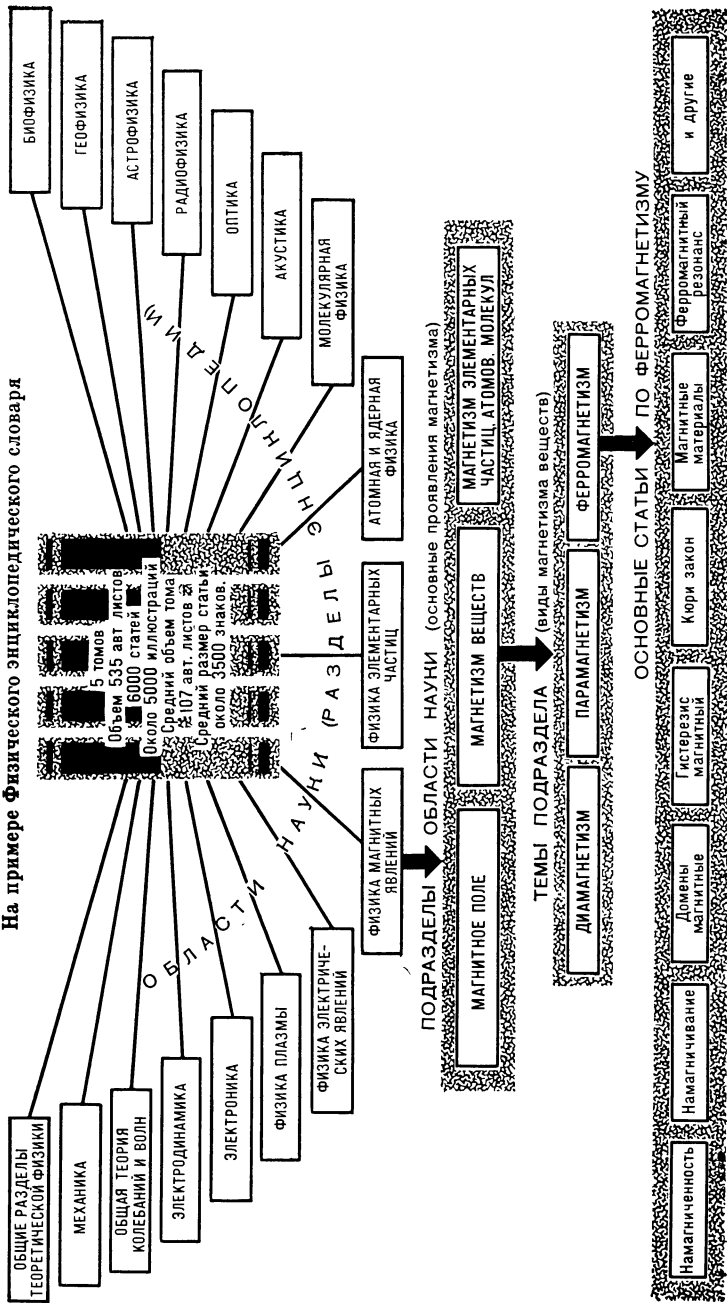 На примере Физического энциклопедического словаря
5 томов
Объем 535 авт листов
6000 статей
Около 5000 иллюстраций
Средний объем тома
≈107 авт. листов
Средний размер статьи
около 3500 знаков.
ОБЛАСТИ НАУКИ (РАЗДЕЛЫ ЭНЦИКЛОПЕДИИ)
ОБЩИЕ РАЗДЕЛЫ
ТЕОРЕТИЧЕСКОЙ ФИЗИКИ
МЕХАНИКА
ОБЩАЯ ТЕОРИЯ
КОЛЕБАНИЙ И ВОЛН
ЭЛЕКТРОДИНАМИКА
ЭЛЕКТРОНИКА
ФИЗИКА ПЛАЗМЫ
ФИЗИКА ЭЛЕКТРИЧЕ-
СКИХ ЯВЛЕНИЙ
ФИЗИКА МАГНИТНЫХ
ЯВЛЕНИЙ
ФИЗИКА ЭЛЕМЕНТАРНЫХ
ЧАСТИЦ
АТОМНАЯ И ЯДЕРНАЯ
ФИЗИКА
МОЛЕКУЛЯРНАЯ
ФИЗИКА
АКУСТИКА
ОПТИКА
РАДИОФИЗИКА
АСТРОФИЗИКА
ГЕОФИЗИКА
БИОФИЗИКА
ПОДРАЗДЕЛЫ ОБЛАСТИ НАУКИ (основные проявления магнетизма)
МАГНИТНОЕ ПОЛЕ
МАГНЕТИЗМ ВЕЩЕСТВ
МАГНЕТИЗМ ЭЛЕМЕНТАРНЫХ
ЧАСТИЦ, АТОМОВ, МОЛЕКУЛ
ТЕМЫ ПОДРАЗДЕЛА (виды магнетизма веществ)
ДИАМАГНЕТИЗМ
ПАРАМАГНЕТИЗМ
ФЕРРОМАГНЕТИЗМ
ОСНОВНЫЕ СТАТЬИ ПО ФЕРРОМАГНЕТИЗМУ
Намагниченность
Намагничивание
Домены
магнитные
Гистерезис
магнитный
Кюри закон
Магнитные
материалы
Ферромагнитный
резонанс
и другие